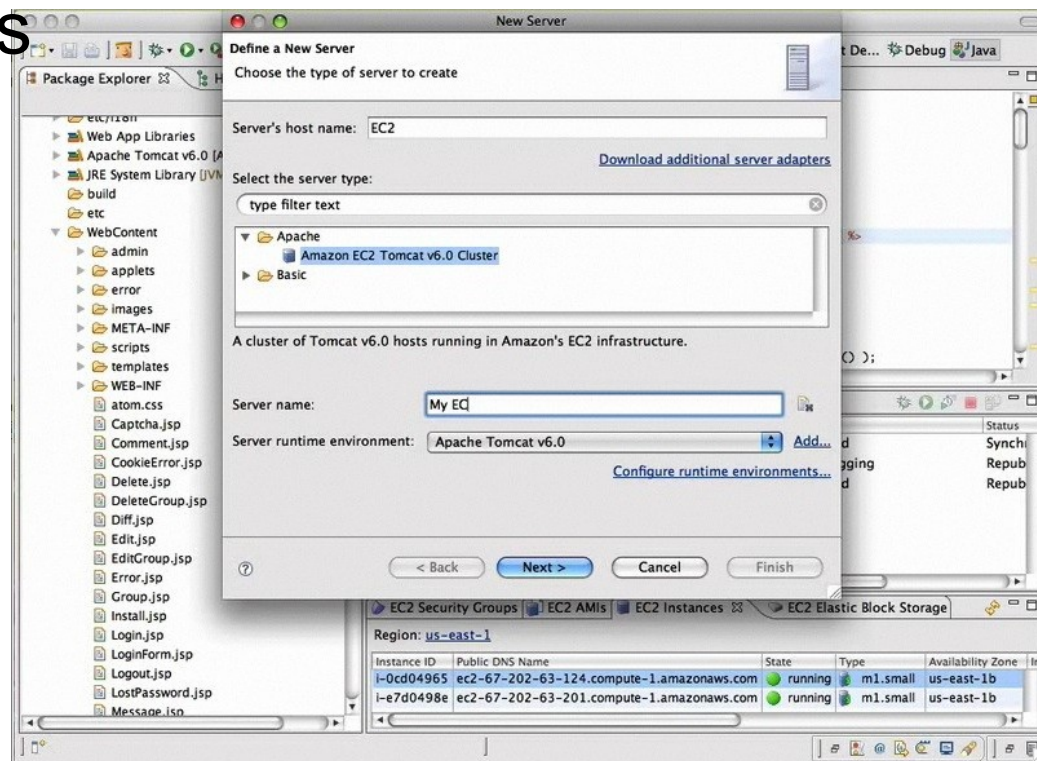 s
New Server
Define a New Server
Choose the type of server to create
Server's host name: EC2
Download additional server adapters
Select the server type:
type filter text
Apache
Amazon EC2 Tomcat v6.0 Cluster
Basic
A cluster of Tomcat v6.0 hosts running in Amazon's EC2 infrastructure.
Server name: My EC
Server runtime environment: Apache Tomcat v6.0 Add...
Configure runtime environments...
< Back Next > Cancel Finish
Debug Java
Package Explorer
etc/i18n
Web App Libraries
Apache Tomcat v6.0 [A
JRE System Library [JVM
build
etc
WebContent
admin
applets
error
images
META-INF
scripts
templates
WEB-INF
atom.css
Captcha.jsp
Comment.jsp
CookieError.jsp
Delete.jsp
DeleteGroup.jsp
Diff.jsp
Edit.jsp
EditGroup.jsp
Error.jsp
Group.jsp
Install.jsp
Login.jsp
LoginForm.jsp
Logout.jsp
LostPassword.jsp
Message.jsp
%>
() );
Status
d Synchr
gging Repub
d Repub
EC2 Security Groups EC2 AMIs EC2 Instances EC2 Elastic Block Storage
Region: us-east-1
Instance ID Public DNS Name State Type Availability Zone
i-0cd04965 ec2-67-202-63-124.compute-1.amazonaws.com running m1.small us-east-1b
i-e7d0498e ec2-67-202-63-201.compute-1.amazonaws.com running m1.small us-east-1b